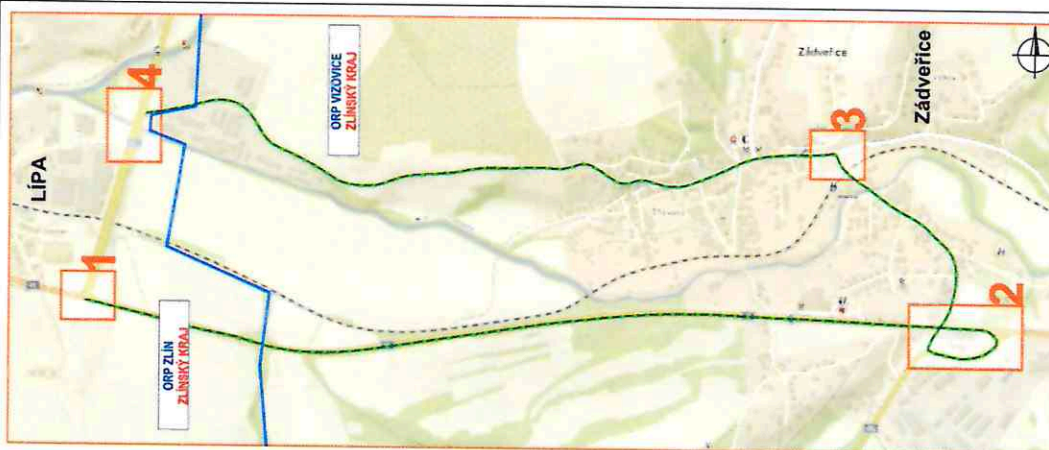 LÍPA
4
1
ORP VIZOVICE
ZLÍNSKÝ KRAJ
ORP ZLÍN
ZLÍNSKÝ KRAJ
Zádveřice
Zádveřice
3
2